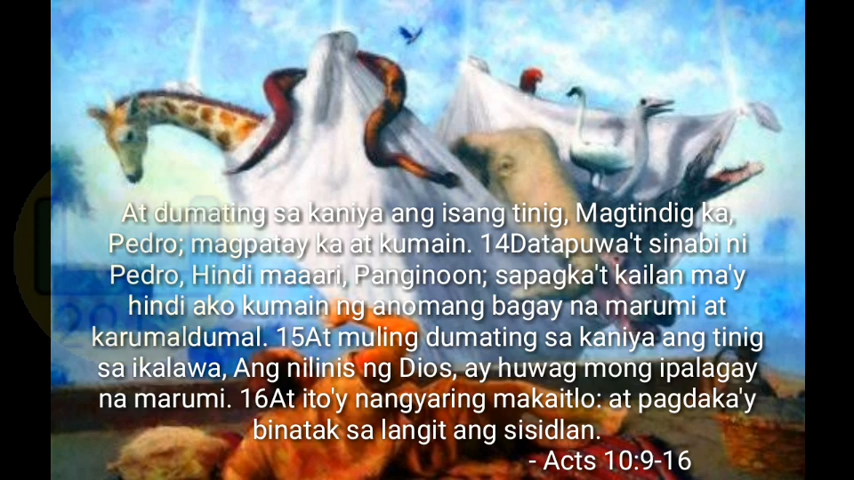 At dumating sa kaniya ang isang tinig, Magtindig ka,
Pedro; magpatay ka at kumain. 14Datapuwa't sinabi ni
Pedro, Hindi maaari, Panginoon; sapagka't kailan ma'y
hindi ako kumain ng anomang bagay na marumi at
karumaldumal. 15At muling dumating sa kaniya ang tinig
sa ikalawa, Ang nilinis ng Dios, ay huwag mong ipalagay
na marumi. 16At ito'y nangyaring makaitlo: at pagdaka'y
binatak sa langit ang sisidlan.
- Acts 10:9-16